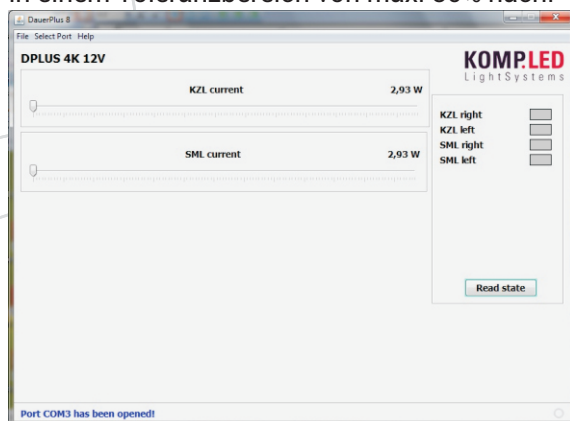 DauerPlus 8
File Select Port Help
DPLUS 4K 12V
KOMP.LED
LightSystems
KZL current 2,93 W
SML current 2,93 W
KZL right
KZL left
SML right
SML left
Read state
Port COM3 has been opened!